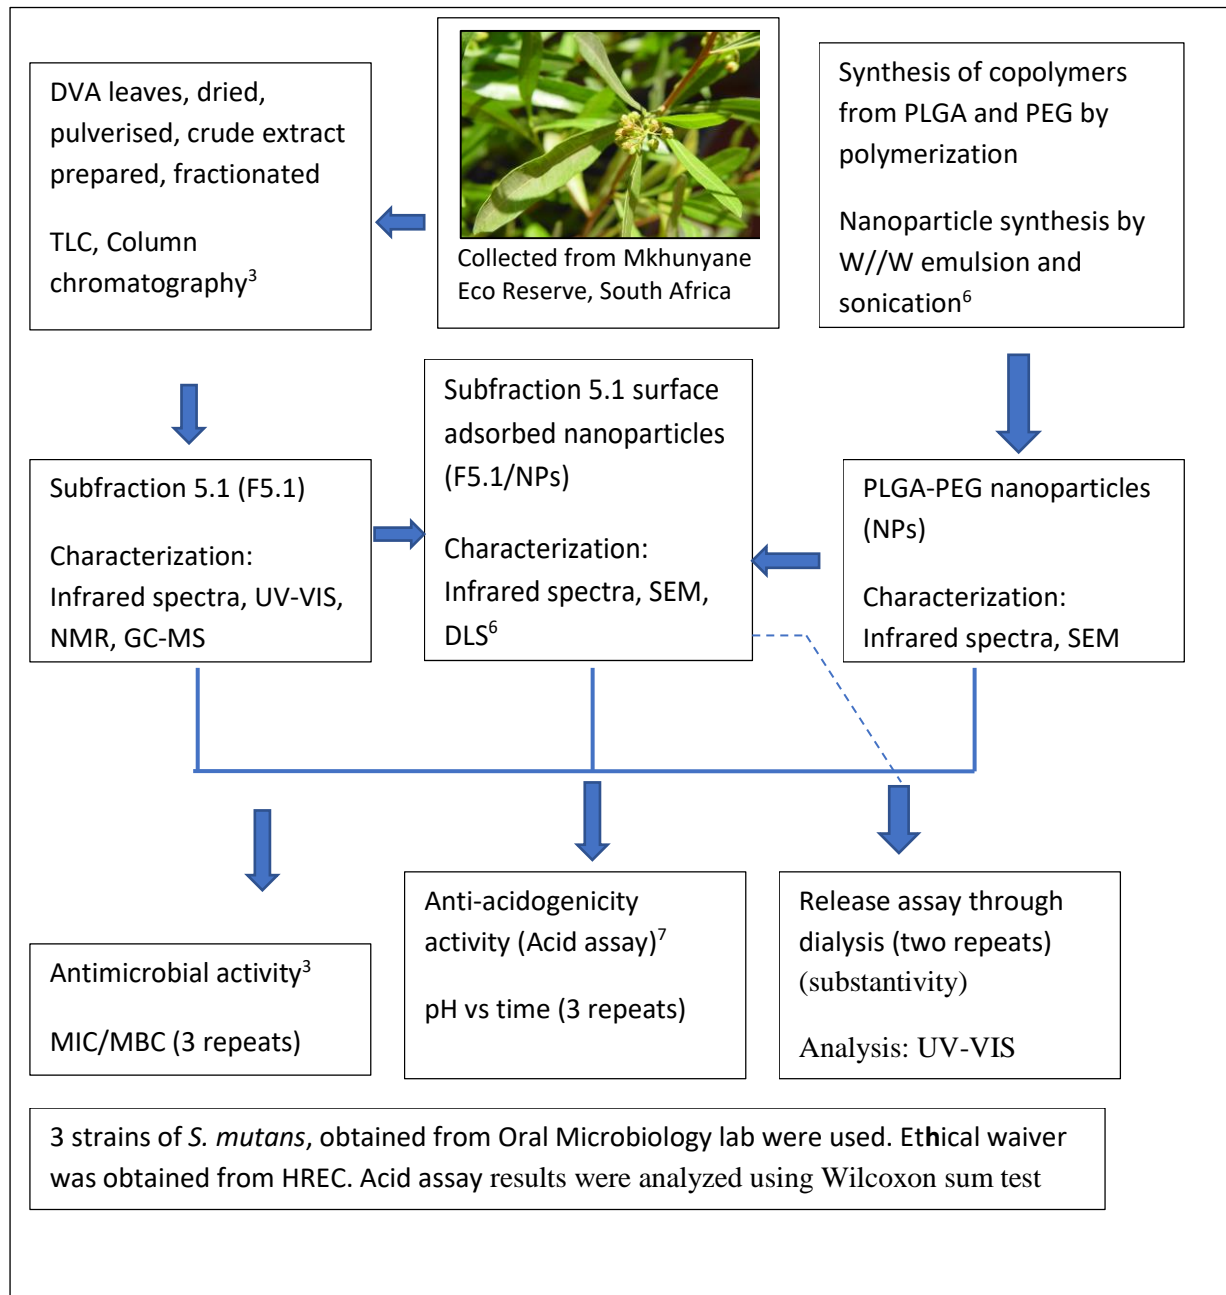 DVA leaves, dried,
pulverised, crude extract
prepared, fractionated
TLC, Column
chromatography3
Collected from Mkhunyane
Eco Reserve, South Africa
Synthesis of copolymers
from PLGA and PEG by
polymerization
Nanoparticle synthesis by
W//W emulsion and
sonication6
Subfraction 5.1 (F5.1)
Characterization:
Infrared spectra, UV-VIS,
NMR, GC-MS
Subfraction 5.1 surface
adsorbed nanoparticles
(F5.1/NPs)
Characterization:
Infrared spectra, SEM,
DLS6
PLGA-PEG nanoparticles
(NPs)
Characterization:
Infrared spectra, SEM
Antimicrobial activity3
MIC/MBC (3 repeats)
Anti-acidogenicity
activity (Acid assay)7
pH vs time (3 repeats)
Release assay through
dialysis (two repeats)
(substantivity)
Analysis: UV-VIS
3 strains of S. mutans, obtained from Oral Microbiology lab were used. Ethical waiver
was obtained from HREC. Acid assay results were analyzed using Wilcoxon sum test